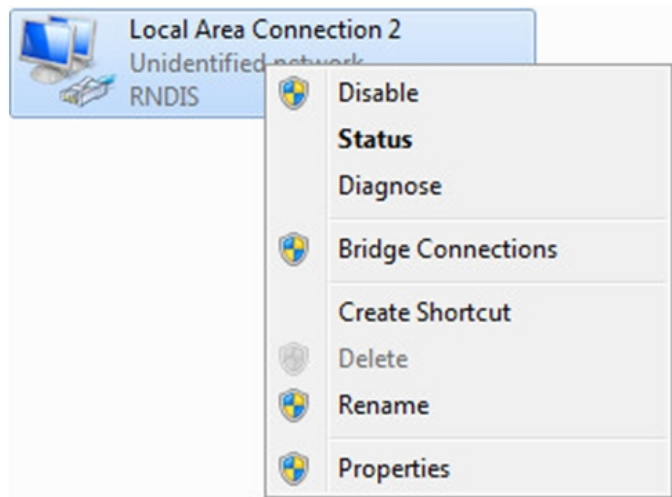 Local Area Connection 2
Unidentified network
RNDIS
Disable
Status
Diagnose
Bridge Connections
Create Shortcut
Delete
Rename
Properties